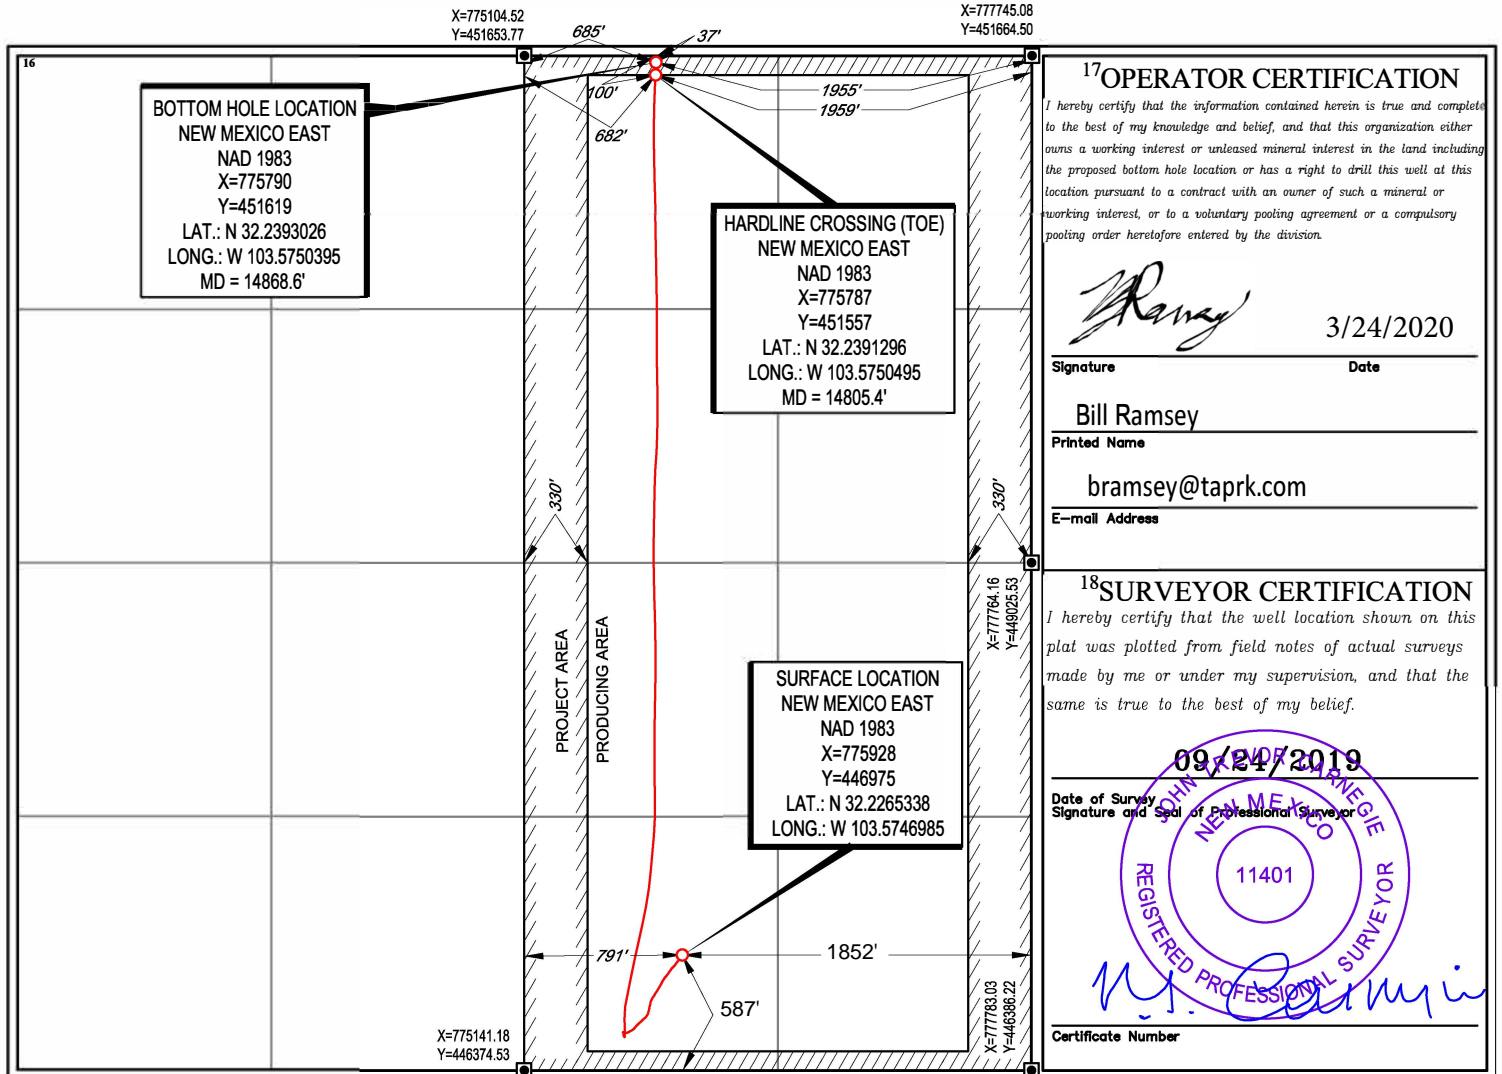 X=775104.52
Y=451653.77
X=777745.08
Y=451664.50
685'
37'
16
100'
682'
1955'
1959'
BOTTOM HOLE LOCATION
NEW MEXICO EAST
NAD 1983
X=775790
Y=451619
LAT.: N 32.2393026
LONG.: W 103.5750395
MD = 14868.6'
HARDLINE CROSSING (TOE)
NEW MEXICO EAST
NAD 1983
X=775787
Y=451557
LAT.: N 32.2391296
LONG.: W 103.5750495
MD = 14805.4'
330'
330'
PROJECT AREA
PRODUCING AREA
X=777764.16
Y=449025.53
SURFACE LOCATION
NEW MEXICO EAST
NAD 1983
X=775928
Y=446975
LAT.: N 32.2265338
LONG.: W 103.5746985
791'
1852'
587'
X=775141.18
Y=446374.53
X=777783.03
Y=446386.22
17 OPERATOR CERTIFICATION
I hereby certify that the information contained herein is true and complete
to the best of my knowledge and belief, and that this organization either
owns a working interest or unleased mineral interest in the land including
the proposed bottom hole location or has a right to drill this well at this
location pursuant to a contract with an owner of such a mineral or
working interest, or to a voluntary pooling agreement or a compulsory
pooling order heretofore entered by the division.
3/24/2020
Signature Date
Bill Ramsey
Printed Name
bramsey@taprk.com
E-mail Address
18 SURVEYOR CERTIFICATION
I hereby certify that the well location shown on this
plat was plotted from field notes of actual surveys
made by me or under my supervision, and that the
same is true to the best of my belief.
09/24/2019
Date of Survey
Signature and Seal of Professional Surveyor
JOHN TREVOR CARNEGIE
NEW MEXICO
11401
REGISTERED PROFESSIONAL SURVEYOR
Certificate Number